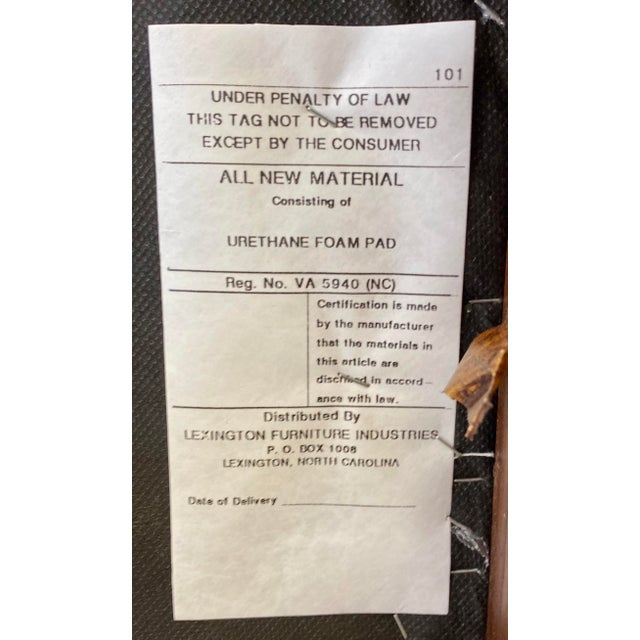 101
UNDER PENALTY OF LAW
THIS TAG NOT TO BE REMOVED
EXCEPT BY THE CONSUMER
ALL NEW MATERIAL
Consisting of
URETHANE FOAM PAD
Reg. No. VA 5940 (NC)
Certification is made
by the manufacturer
that the materials in
this article are
in accord-
ance with law.
Distributed By
LEXINGTON FURNITURE INDUSTRIES
P. O. BOX 1008
LEXINGTON, NORTH CAROLINA
Date of Delivery